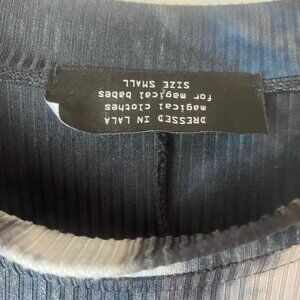 DRESSED IN LALA
magical clothes
for magical babes
SIZE SMALL